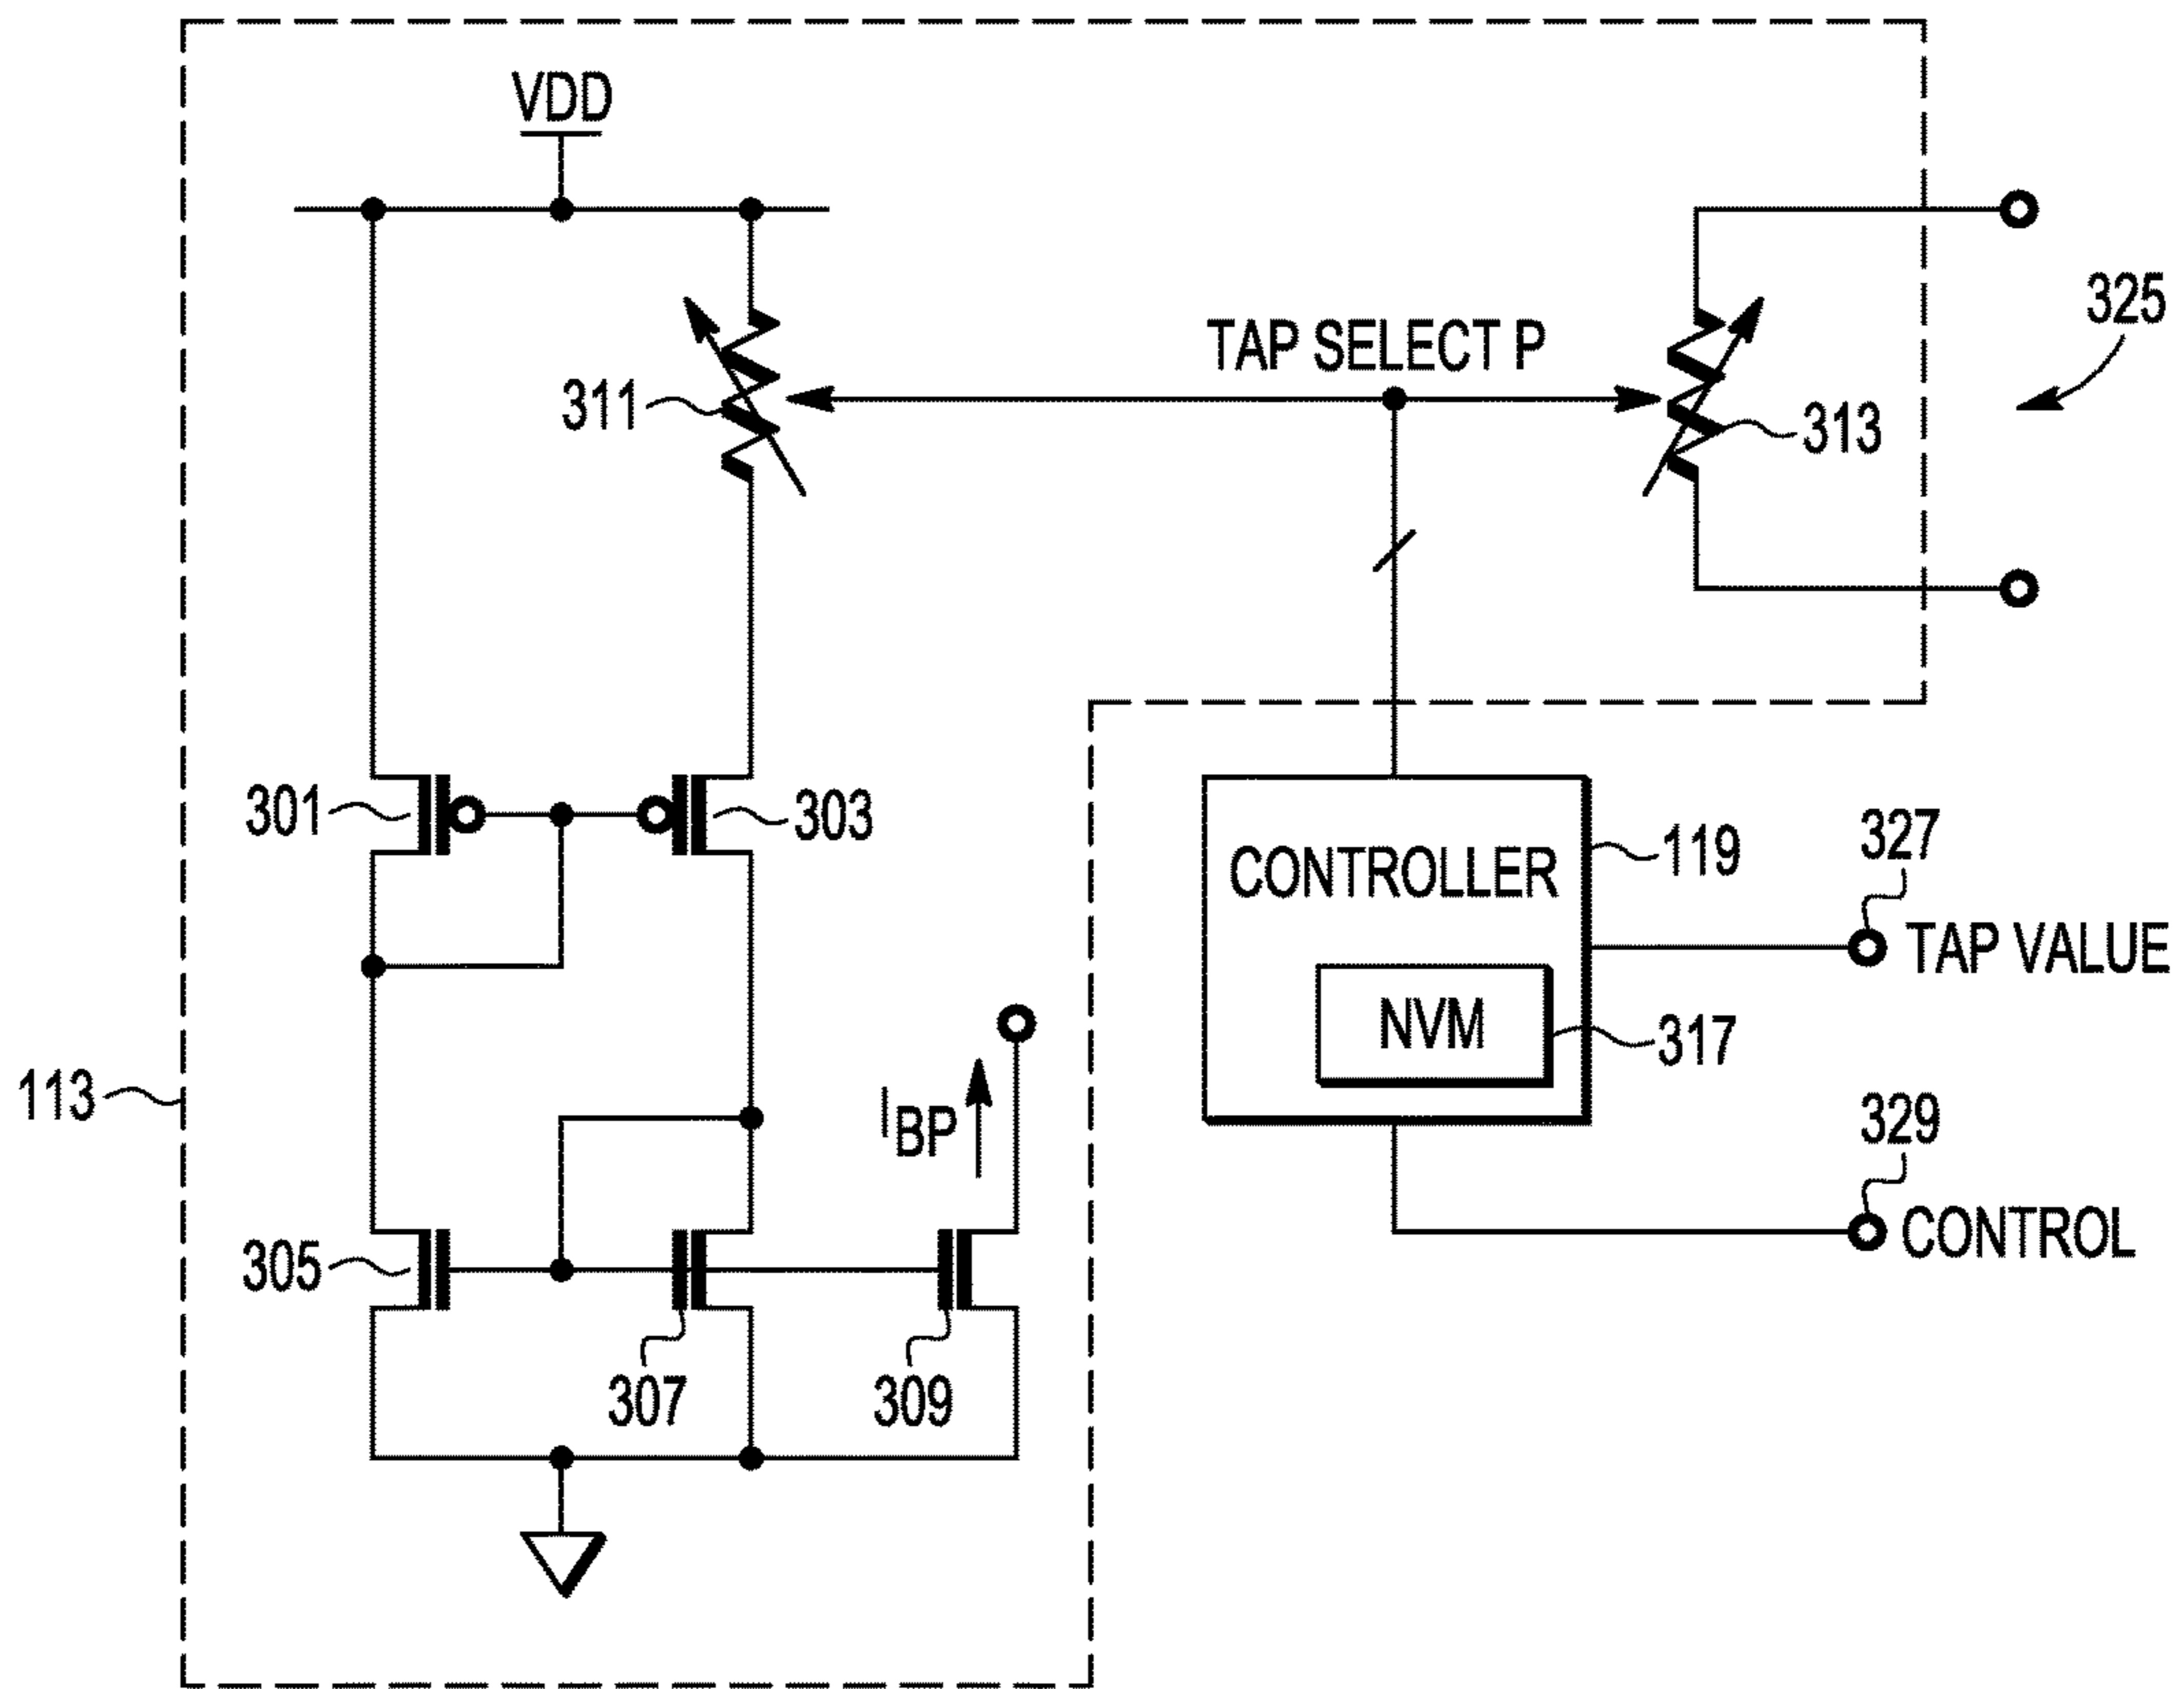 VDD
TAP SELECT P
325
311
313
301
303
CONTROLLER
119
327
TAP VALUE
NVM
317
113
IBP
329
CONTROL
305
307
309